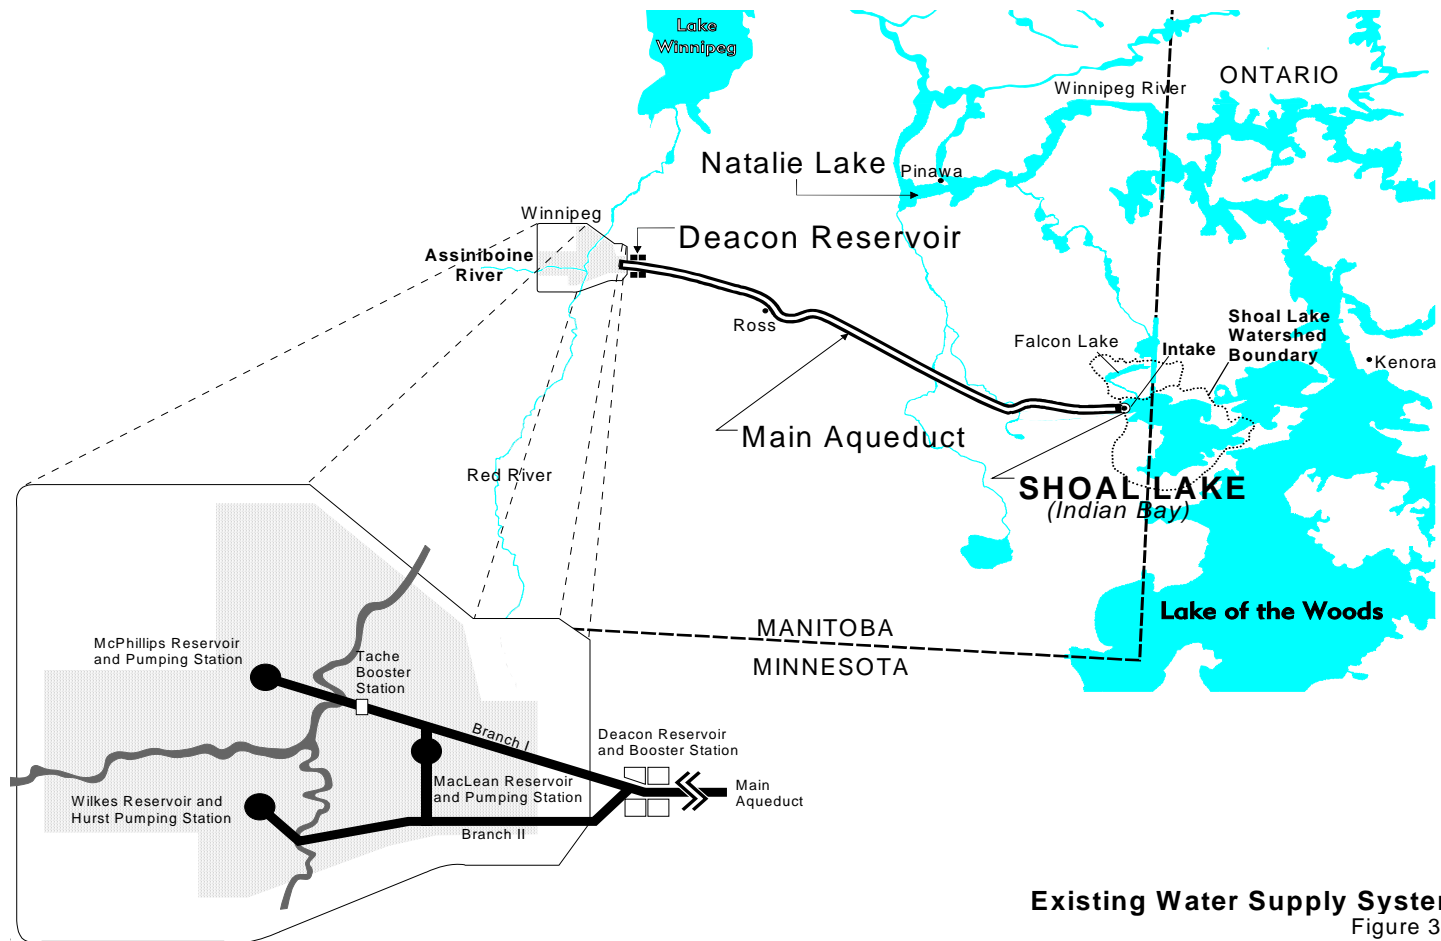 Lake
Winnipeg
ONTARIO
Winnipeg River
Natalie Lake
Pinawa
Winnipeg
Deacon Reservoir
Assiniboine
River
Ross
Falcon Lake
Intake
Shoal Lake
Watershed
Boundary
Kenora
Main Aqueduct
Red River
SHOAL LAKE
(Indian Bay)
Lake of the Woods
MANITOBA
MINNESOTA
McPhillips Reservoir
and Pumping Station
Tache
Booster
Station
Branch I
Deacon Reservoir
and Booster Station
MacLean Reservoir
and Pumping Station
Main
Aqueduct
Wilkes Reservoir and
Hurst Pumping Station
Branch II
Existing Water Supply System
Figure 3